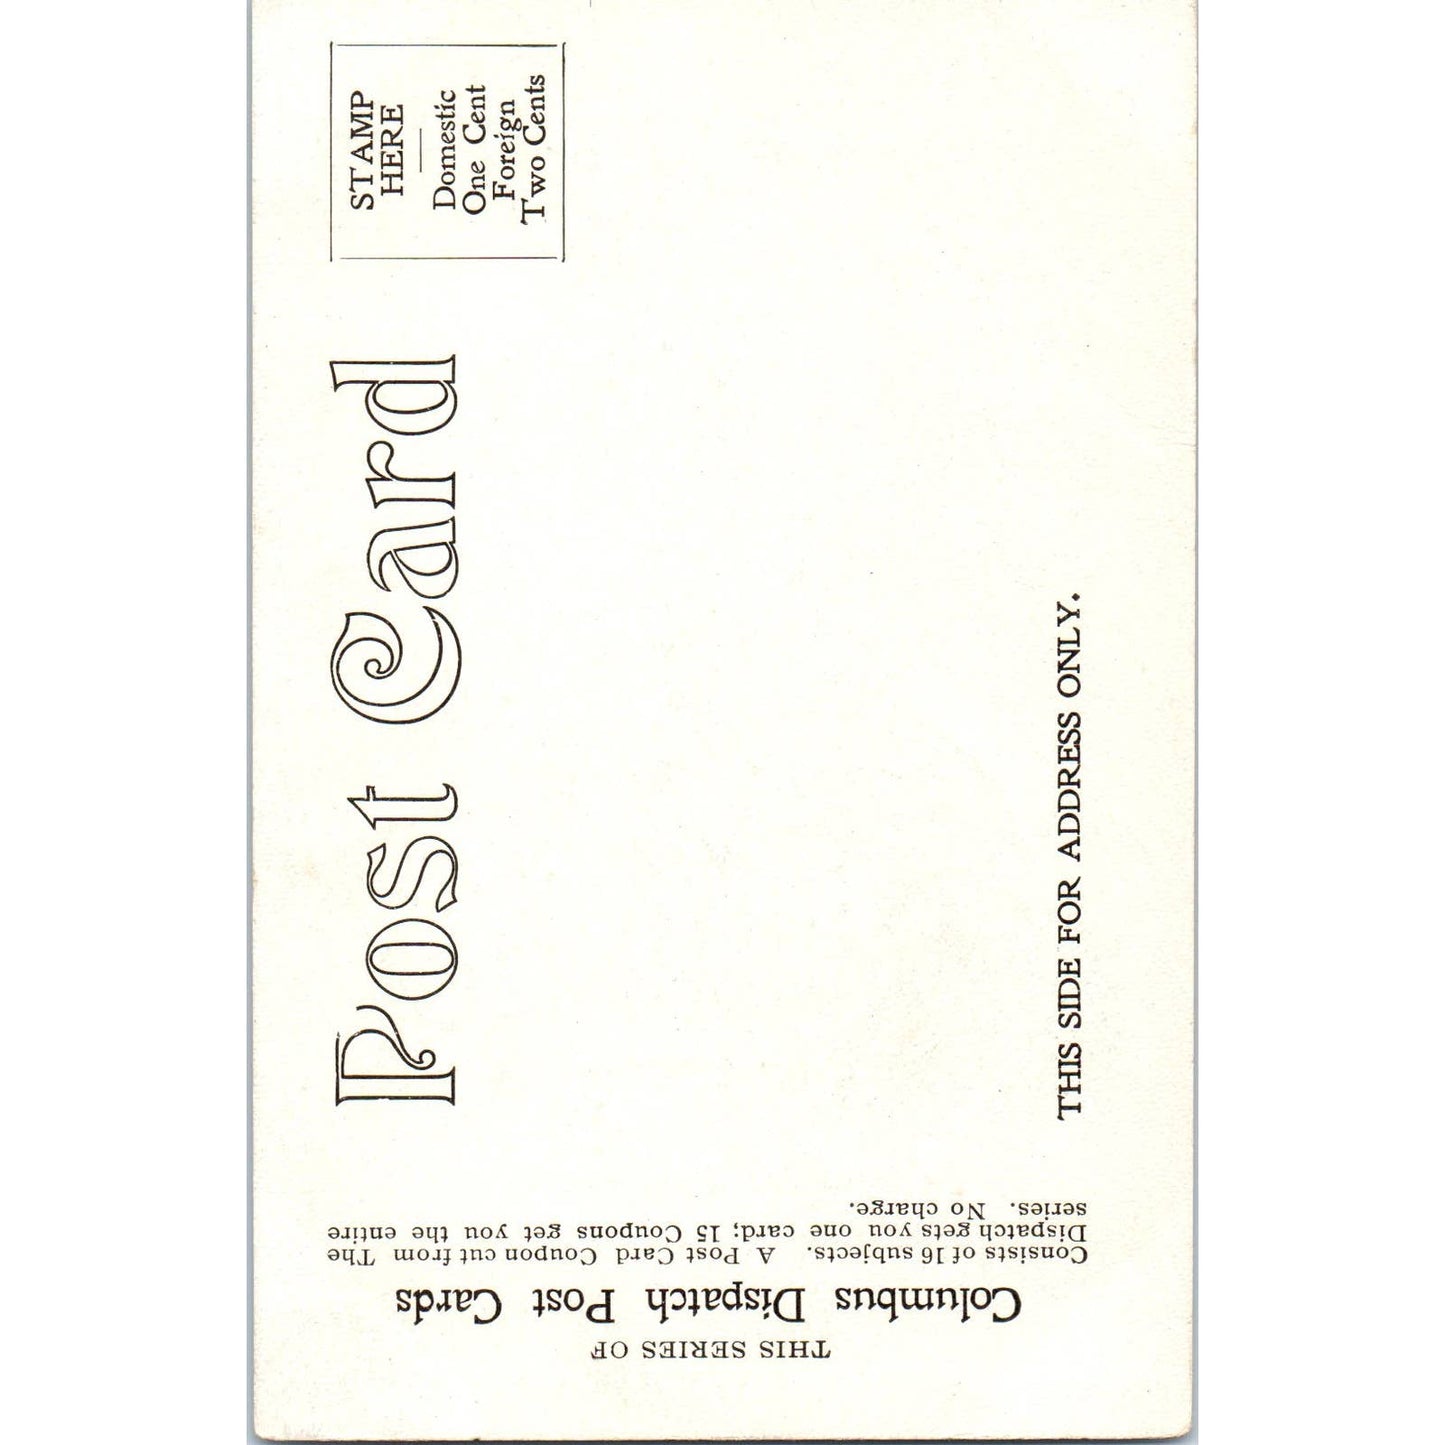 Post Card
STAMP
HERE
Domestic
One Cent
Foreign
Two Cents
THIS SIDE FOR ADDRESS ONLY.
THIS SERIES OF
Columbus Dispatch Post Cards
Consists of 16 subjects. A Post Card Coupon cut from The
Dispatch gets you one card; 15 Coupons get you the entire
series. No charge.